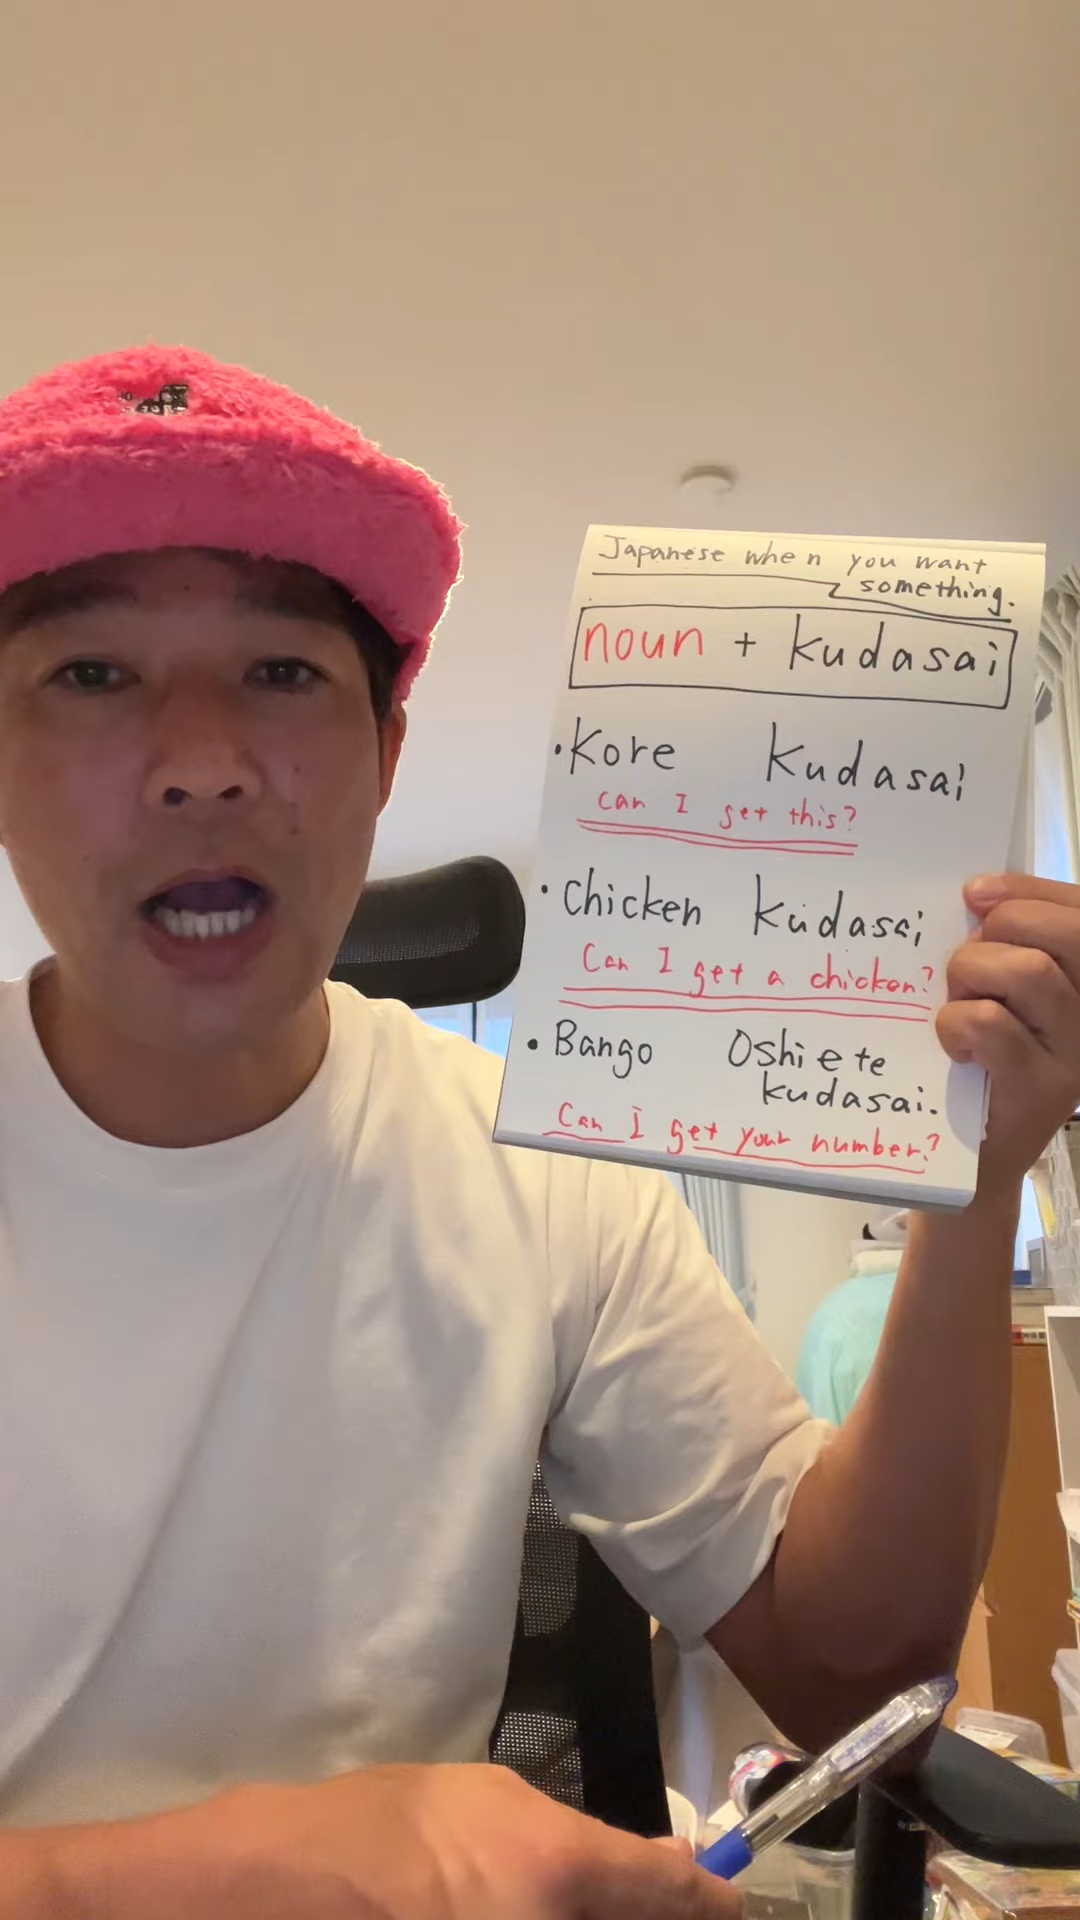 Japanese when you want
something.
noun + kudasai
・Kore kudasai
Can I get this?
・Chicken kudasai
Can I get a chicken?
・Bango Oshiete
kudasai.
Can I get your number?